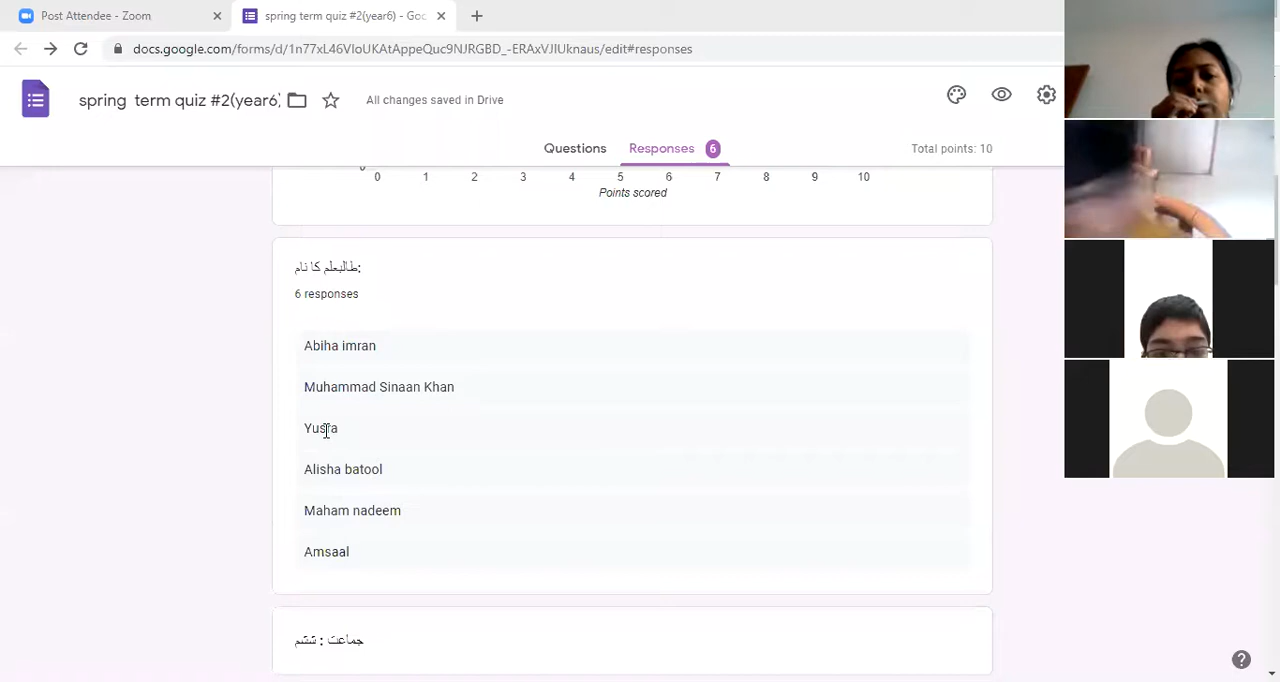 Post Attendee - Zoom
spring term quiz #2(year6) - Goo
docs.google.com/forms/d/1n77xL46VIoUKAtAppeQuc9NJRGBD_-ERAxVJIUknaus/edit#responses
spring term quiz #2(year6)
All changes saved in Drive
Questions
Responses 6
Total points: 10
0
0 1 2 3 4 5 6 7 8 9 10
Points scored
طالبعلم کا نام:
6 responses
Abiha imran
Muhammad Sinaan Khan
Yusra
Alisha batool
Maham nadeem
Amsaal
جماعت : ششم